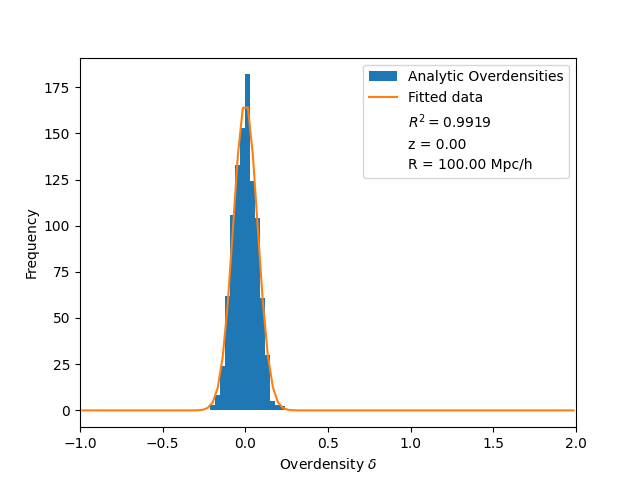 Analytic Overdensities
Fitted data
R² = 0.9919
z = 0.00
R = 100.00 Mpc/h
Frequency
175
150
125
100
75
50
25
0
−1.0 −0.5 0.0 0.5 1.0 1.5 2.0
Overdensity δ